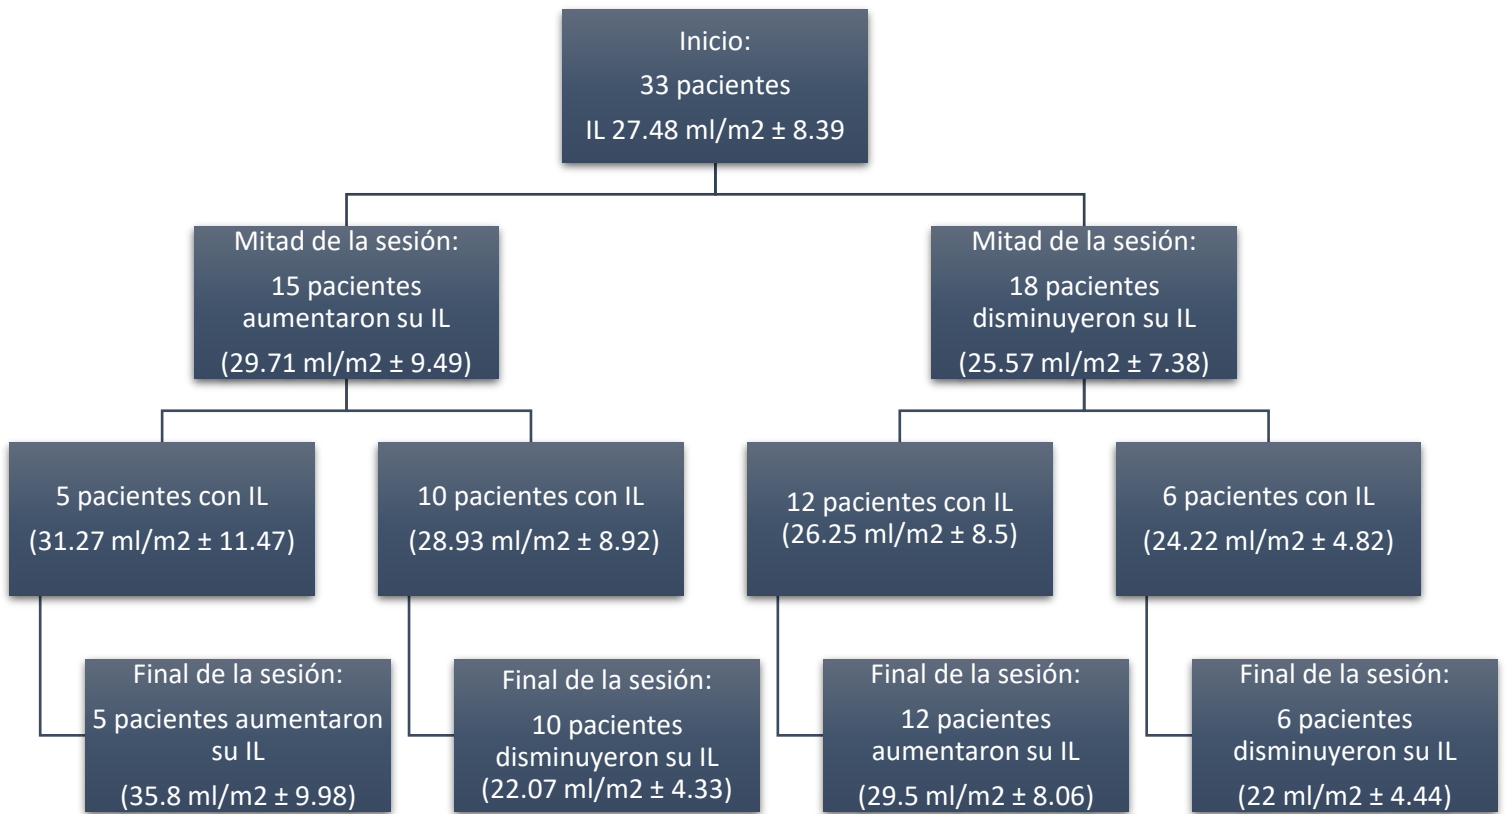 Inicio:
33 pacientes
IL 27.48 ml/m2 ± 8.39
Mitad de la sesión:
15 pacientes
aumentaron su IL
(29.71 ml/m2 ± 9.49)
Mitad de la sesión:
18 pacientes
disminuyeron su IL
(25.57 ml/m2 ± 7.38)
5 pacientes con IL
(31.27 ml/m2 ± 11.47)
10 pacientes con IL
(28.93 ml/m2 ± 8.92)
12 pacientes con IL
(26.25 ml/m2 ± 8.5)
6 pacientes con IL
(24.22 ml/m2 ± 4.82)
Final de la sesión:
5 pacientes aumentaron
su IL
(35.8 ml/m2 ± 9.98)
Final de la sesión:
10 pacientes
disminuyeron su IL
(22.07 ml/m2 ± 4.33)
Final de la sesión:
12 pacientes
aumentaron su IL
(29.5 ml/m2 ± 8.06)
Final de la sesión:
6 pacientes
disminuyeron su IL
(22 ml/m2 ± 4.44)